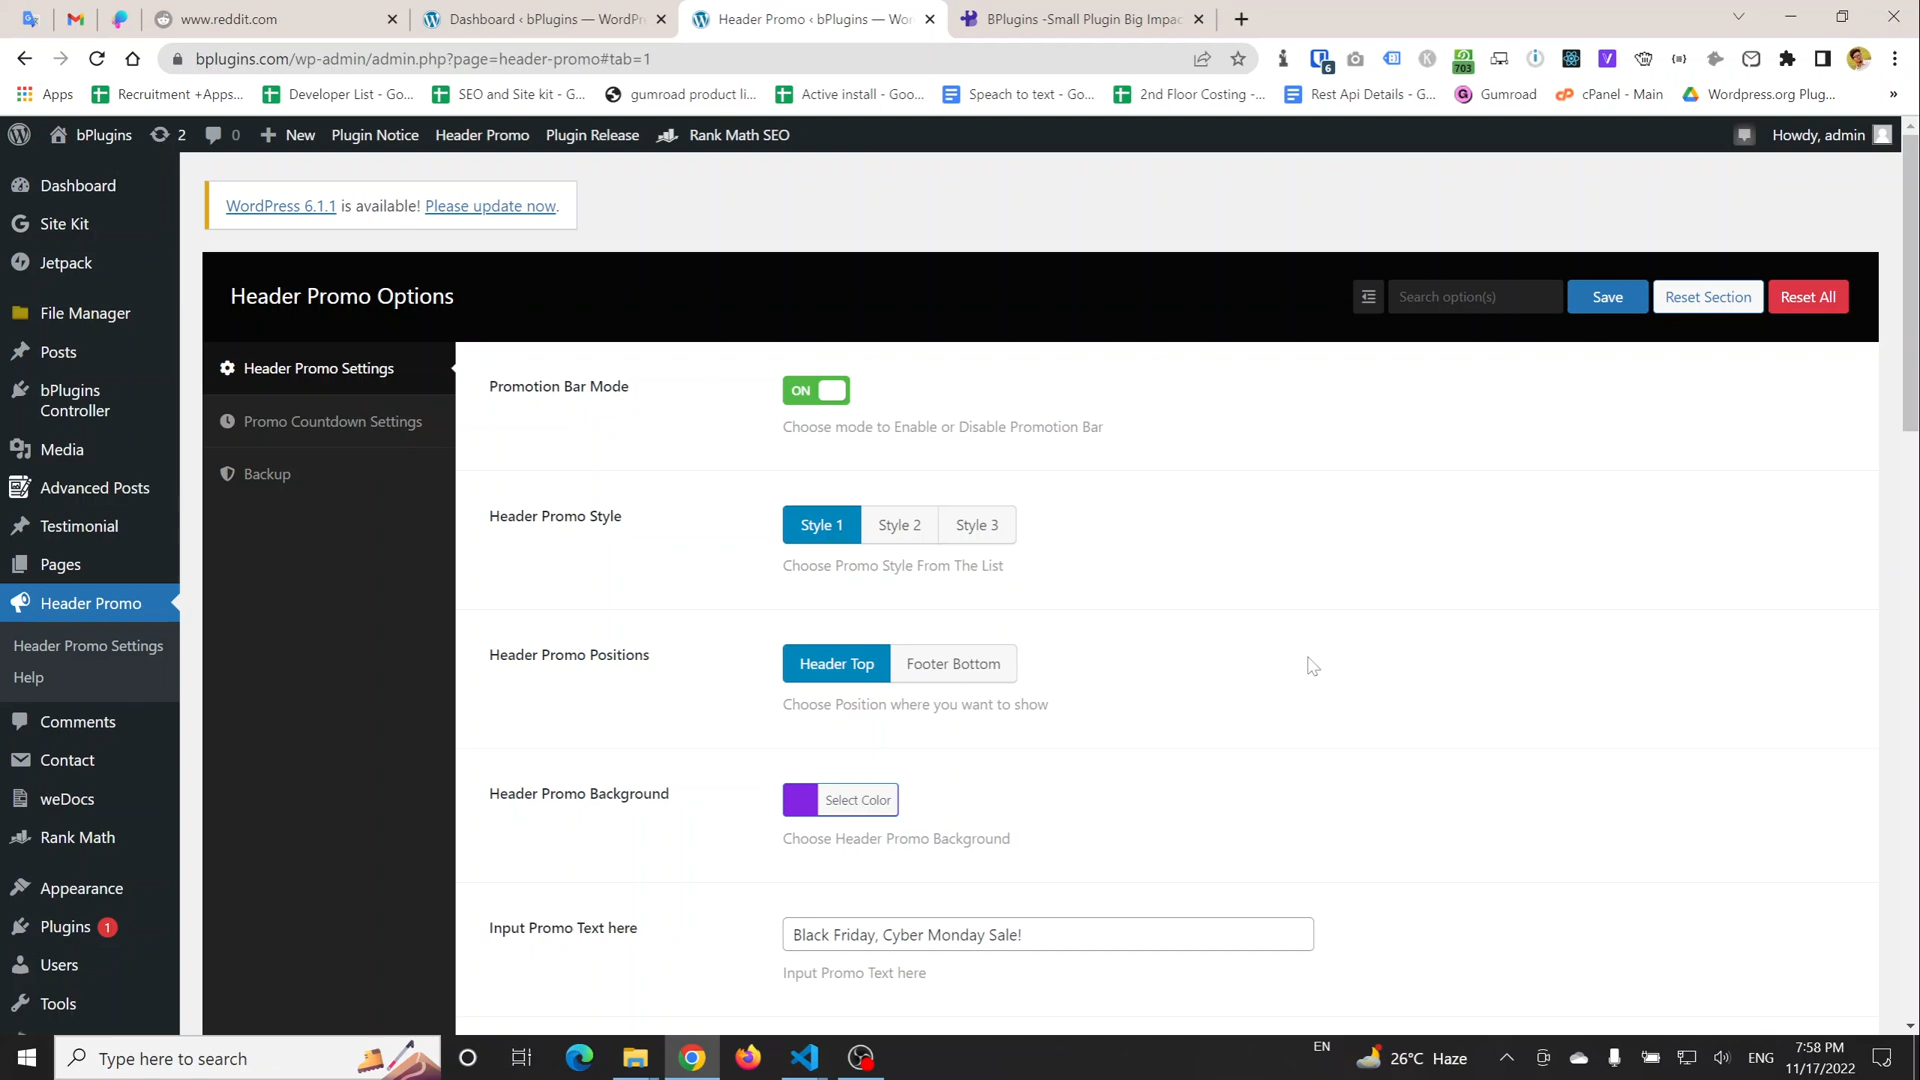 www.reddit.com
Dashboard ‹ bPlugins — WordPr
Header Promo ‹ bPlugins — Wor
BPlugins -Small Plugin Big Impac
bplugins.com/wp-admin/admin.php?page=header-promo#tab=1
6
703
Apps
Recruitment +Apps...
Developer List - Go...
SEO and Site kit - G...
gumroad product li...
Active install - Goo...
Speach to text - Go...
2nd Floor Costing -...
Rest Api Details - G...
Gumroad
cPanel - Main
Wordpress.org Plug...
»
bPlugins
2
0
New
Plugin Notice
Header Promo
Plugin Release
Rank Math SEO
Howdy, admin
Dashboard
Site Kit
Jetpack
File Manager
Posts
bPlugins
Controller
Media
Advanced Posts
Testimonial
Pages
Header Promo
Header Promo Settings
Help
Comments
Contact
weDocs
Rank Math
Appearance
Plugins 1
Users
Tools
WordPress 6.1.1 is available! Please update now.
Header Promo Options
Search option(s)
Save
Reset Section
Reset All
Header Promo Settings
Promo Countdown Settings
Backup
Promotion Bar Mode
ON
Choose mode to Enable or Disable Promotion Bar
Header Promo Style
Style 1
Style 2
Style 3
Choose Promo Style From The List
Header Promo Positions
Header Top
Footer Bottom
Choose Position where you want to show
Header Promo Background
Select Color
Choose Header Promo Background
Input Promo Text here
Black Friday, Cyber Monday Sale!
Input Promo Text here
Type here to search
EN
26°C Haze
ENG
7:58 PM
11/17/2022